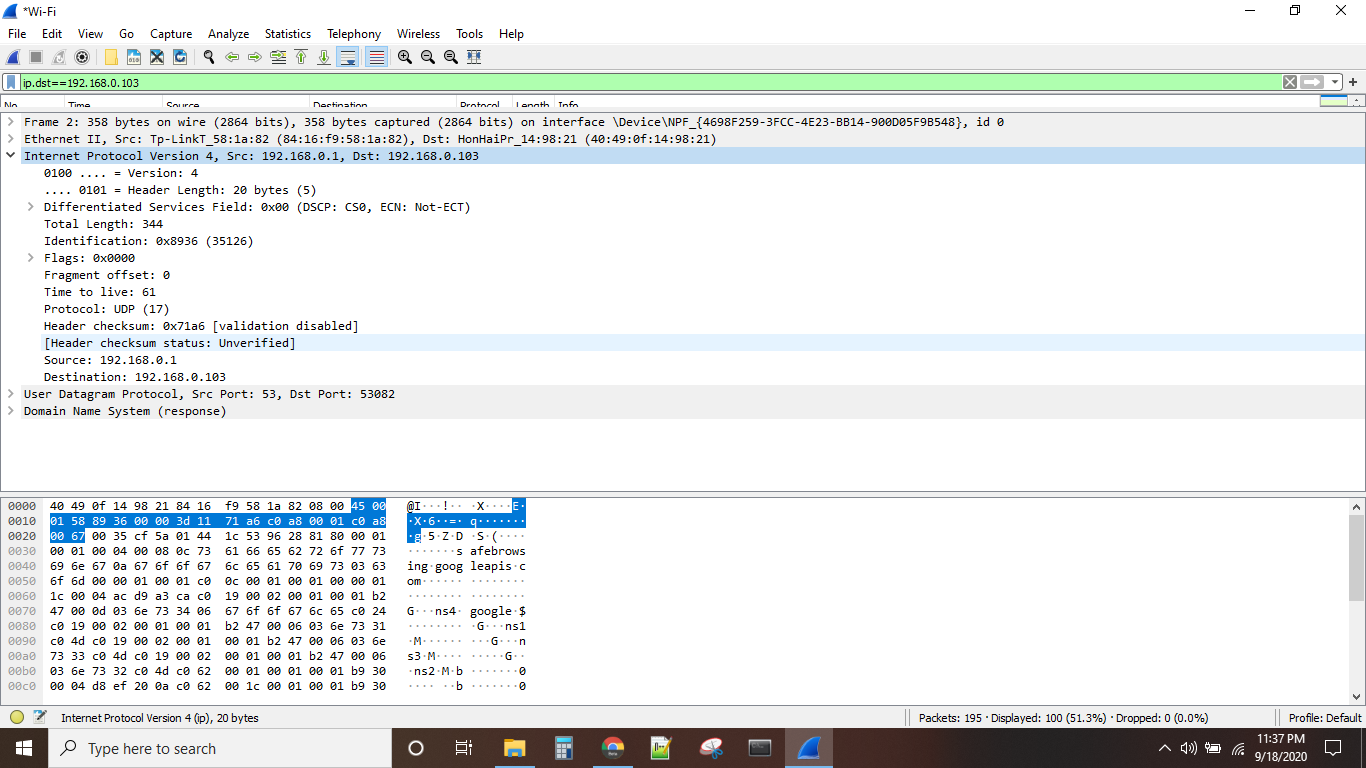 *Wi-Fi
File Edit View Go Capture Analyze Statistics Telephony Wireless Tools Help
ip.dst==192.168.0.103
No. Time Source Destination Protocol Length Info
Frame 2: 358 bytes on wire (2864 bits), 358 bytes captured (2864 bits) on interface \Device\NPF_{4698F259-3FCC-4E23-BB14-900D05F9B548}, id 0
Ethernet II, Src: Tp-LinkT_58:1a:82 (84:16:f9:58:1a:82), Dst: HonHaiPr_14:98:21 (40:49:0f:14:98:21)
Internet Protocol Version 4, Src: 192.168.0.1, Dst: 192.168.0.103
0100 .... = Version: 4
.... 0101 = Header Length: 20 bytes (5)
Differentiated Services Field: 0x00 (DSCP: CS0, ECN: Not-ECT)
Total Length: 344
Identification: 0x8936 (35126)
Flags: 0x0000
Fragment offset: 0
Time to live: 61
Protocol: UDP (17)
Header checksum: 0x71a6 [validation disabled]
[Header checksum status: Unverified]
Source: 192.168.0.1
Destination: 192.168.0.103
User Datagram Protocol, Src Port: 53, Dst Port: 53082
Domain Name System (response)
0000 40 49 0f 14 98 21 84 16 f9 58 1a 82 08 00 45 00 @I···!·· ·X····E·
0010 01 58 89 36 00 00 3d 11 71 a6 c0 a8 00 01 c0 a8 ·X·6··=· q·······
0020 00 67 00 35 cf 5a 01 44 1c 53 96 28 81 80 00 01 ·g·5·Z·D ·S·(····
0030 00 01 00 04 00 08 0c 73 61 66 65 62 72 6f 77 73 ·······s afebrows
0040 69 6e 67 0a 67 6f 6f 67 6c 65 61 70 69 73 03 63 ing·goog leapis·c
0050 6f 6d 00 00 01 00 01 c0 0c 00 01 00 01 00 00 01 om······ ········
0060 1c 00 04 ac d9 a3 ca c0 19 00 02 00 01 00 01 b2 ········ ········
0070 47 00 0d 03 6e 73 34 06 67 6f 6f 67 6c 65 c0 24 G···ns4· google·$
0080 c0 19 00 02 00 01 00 01 b2 47 00 06 03 6e 73 31 ········ ·G···ns1
0090 c0 4d c0 19 00 02 00 01 00 01 b2 47 00 06 03 6e ·M······ ···G···n
00a0 73 33 c0 4d c0 19 00 02 00 01 00 01 b2 47 00 06 s3·M···· ·····G··
00b0 03 6e 73 32 c0 4d c0 62 00 01 00 01 00 01 b9 30 ·ns2·M·b ·······0
00c0 00 04 d8 ef 20 0a c0 62 00 1c 00 01 00 01 b9 30 ···· ··b ·······0
Internet Protocol Version 4 (ip), 20 bytes Packets: 195 · Displayed: 100 (51.3%) · Dropped: 0 (0.0%) Profile: Default
Type here to search
11:37 PM
9/18/2020